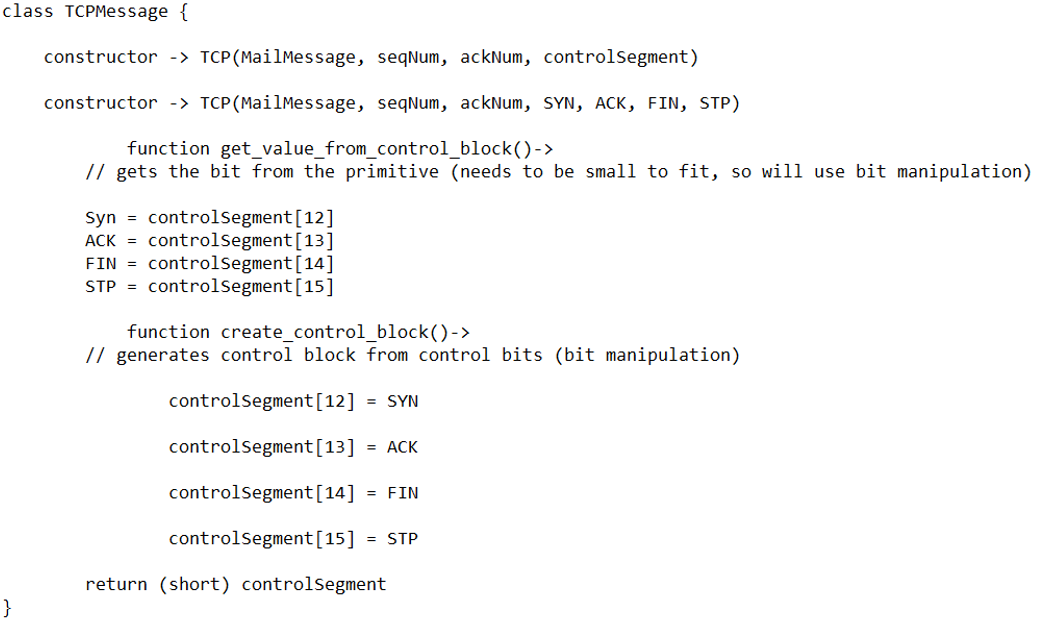 class TCPMessage {
constructor -> TCP(MailMessage, seqNum, ackNum, controlSegment)
constructor -> TCP(MailMessage, seqNum, ackNum, SYN, ACK, FIN, STP)
function get_value_from_control_block()->
// gets the bit from the primitive (needs to be small to fit, so will use bit manipulation)
Syn = controlSegment[12]
ACK = controlSegment[13]
FIN = controlSegment[14]
STP = controlSegment[15]
function create_control_block()->
// generates control block from control bits (bit manipulation)
controlSegment[12] = SYN
controlSegment[13] = ACK
controlSegment[14] = FIN
controlSegment[15] = STP
return (short) controlSegment
}